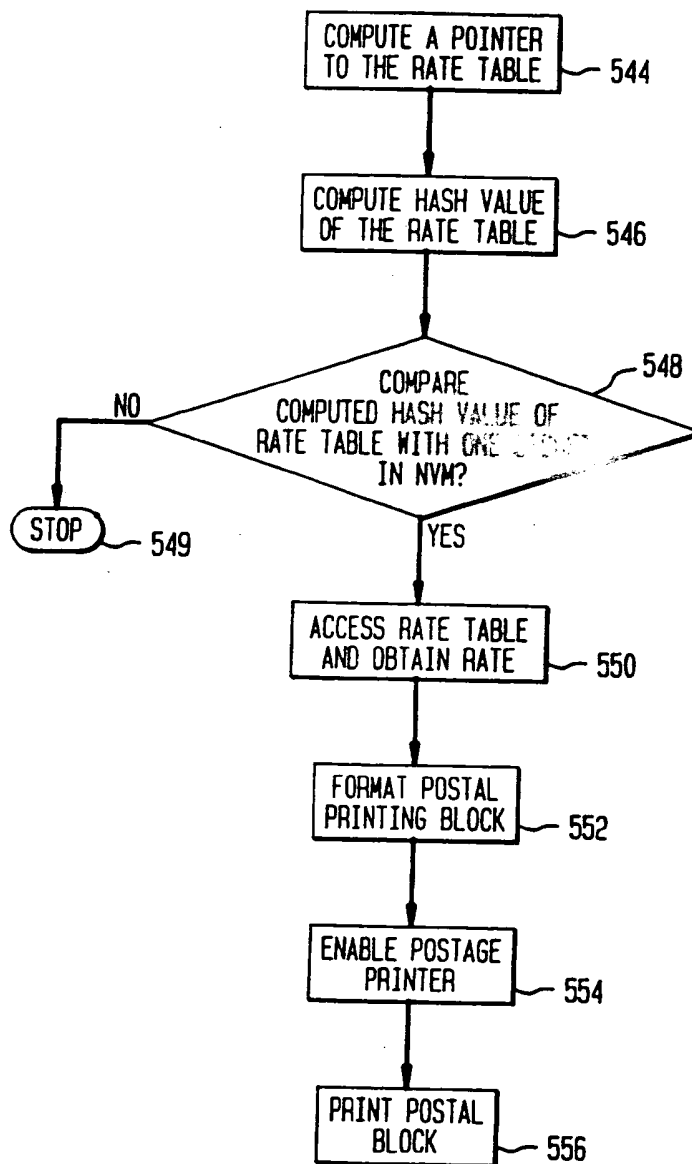 COMPUTE A POINTER
TO THE RATE TABLE
544
COMPUTE HASH VALUE
OF THE RATE TABLE
546
548
COMPARE
COMPUTED HASH VALUE OF
RATE TABLE WITH ONE
IN NVM?
NO
STOP
549
YES
ACCESS RATE TABLE
AND OBTAIN RATE
550
FORMAT POSTAL
PRINTING BLOCK
552
ENABLE POSTAGE
PRINTER
554
PRINT POSTAL
BLOCK
556